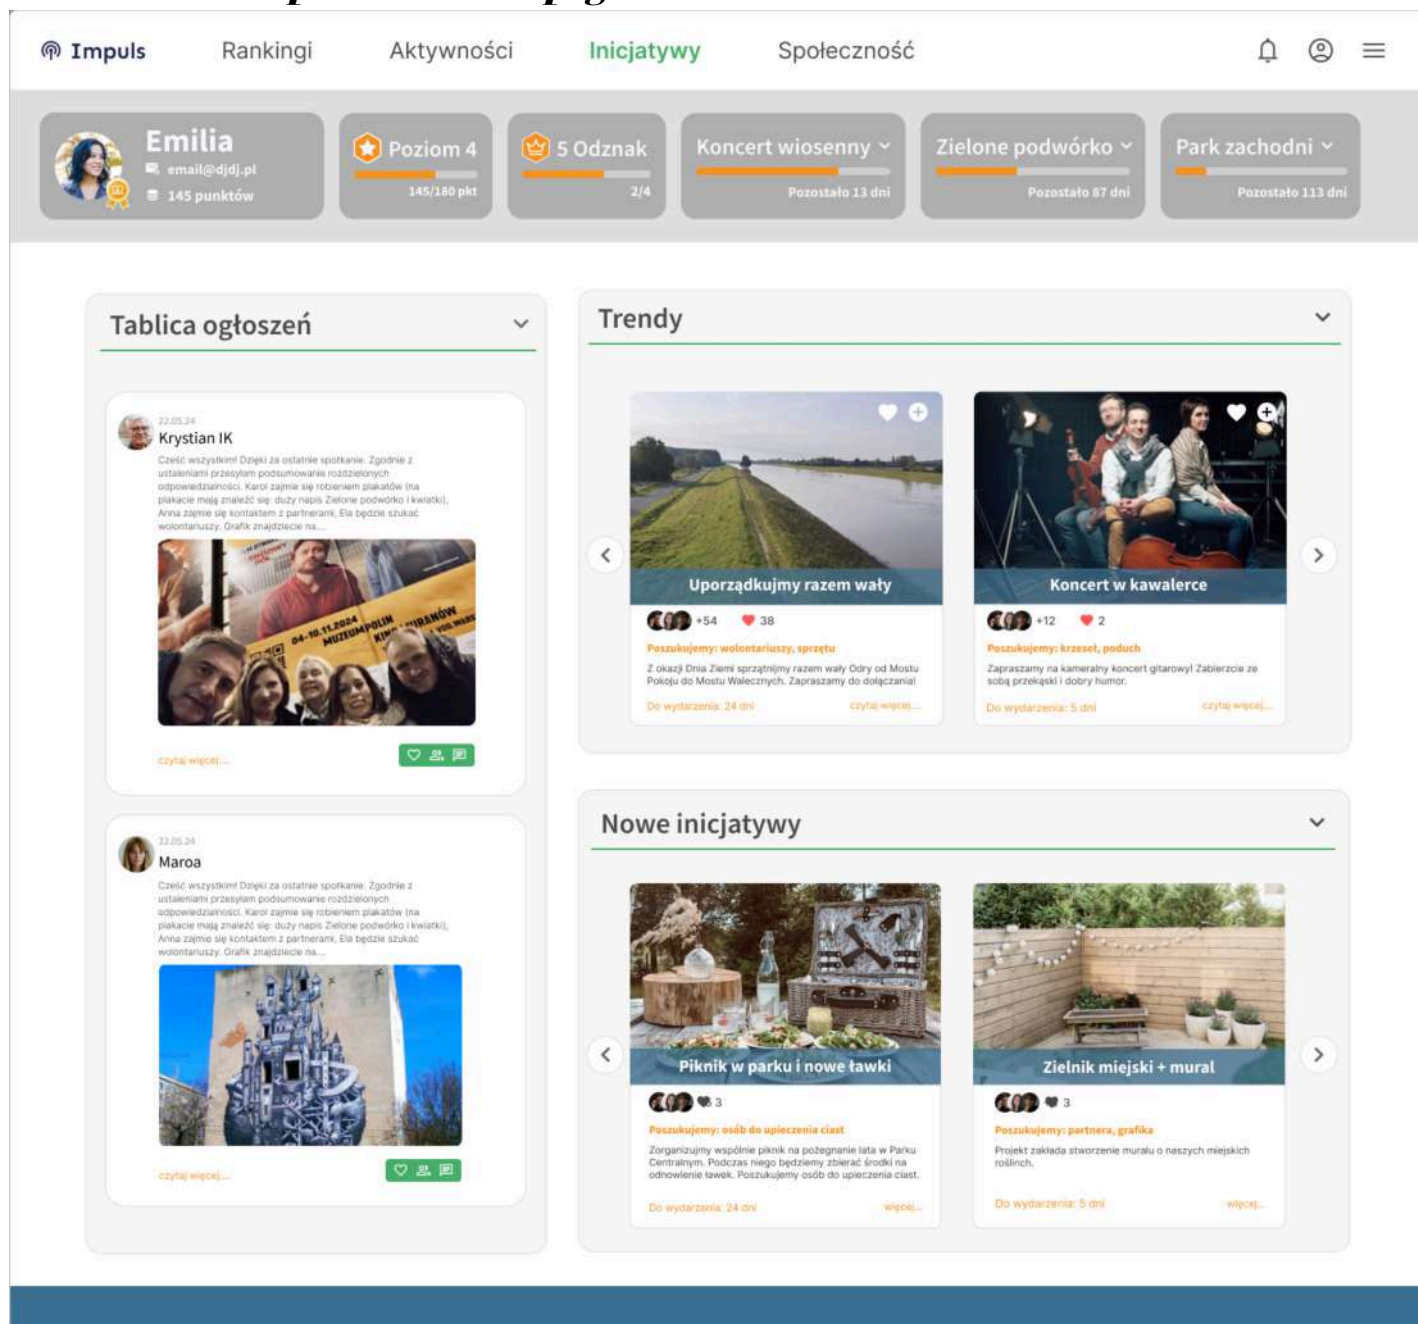 Impuls
Rankingi
Aktywności
Inicjatywy
Społeczność
Emilia
email@djdj.pl
145 punktów
Poziom 4
145/180 pkt
5 Odznak
2/4
Koncert wiosenny
Pozostało 13 dni
Zielone podwórko
Pozostało 87 dni
Park zachodni
Pozostało 113 dni
Tablica ogłoszeń
22.05.24
Krystian IK
Cześć wszystkim! Dzięki za ostatnie spotkanie. Zgodnie z
ustaleniami przesyłam podsumowanie rozdzielonych
odpowiedzialności. Karol zajmie się robieniem plakatów (na
plakacie mają znaleźć się: duży napis Zielone podwórko i kwiatki),
Anna zajmie się kontaktem z partnerami, Ela będzie szukać
wolontariuszy. Grafik znajdziecie na...
04-10.11.2024
MUZEUM POLIN
KINO MURANÓW
czytaj więcej....
22.05.24
Maroa
Cześć wszystkim! Dzięki za ostatnie spotkanie. Zgodnie z
ustaleniami przesyłam podsumowanie rozdzielonych
odpowiedzialności. Karol zajmie się robieniem plakatów (na
plakacie mają znaleźć się: duży napis Zielone podwórko i kwiatki),
Anna zajmie się kontaktem z partnerami, Ela będzie szukać
wolontariuszy. Grafik znajdziecie na...
czytaj więcej....
Trendy
Uporządkujmy razem wały
+54 38
Poszukujemy: wolontariuszy, sprzętu
Z okazji Dnia Ziemi sprzątnijmy razem wały Odry od Mostu
Pokoju do Mostu Walecznych. Zapraszamy do dołączania!
Do wydarzenia: 24 dni
czytaj więcej....
Koncert w kawalerce
+12 2
Poszukujemy: krzeseł, poduch
Zapraszamy na kameralny koncert gitarowy! Zabierzcie ze
sobą przekąski i dobry humor.
Do wydarzenia: 5 dni
czytaj więcej....
Nowe inicjatywy
Piknik w parku i nowe ławki
3
Poszukujemy: osób do upieczenia ciast
Zorganizujmy wspólnie piknik na pożegnanie lata w Parku
Centralnym. Podczas niego będziemy zbierać środki na
odnowienie ławek. Poszukujemy osób do upieczenia ciast.
Do wydarzenia: 24 dni
więcej...
Zielnik miejski + mural
3
Poszukujemy: partnera, grafika
Projekt zakłada stworzenie muralu o naszych miejskich
roślinch.
Do wydarzenia: 5 dni
więcej...